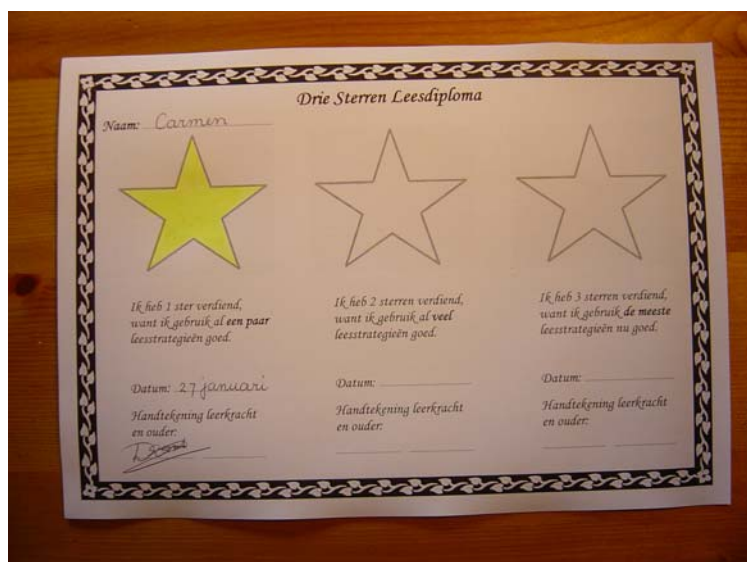 Drie Sterren Leesdiploma
Naam: Carmen
Ik heb 1 ster verdiend,
want ik gebruik al een paar
leesstrategieën goed.
Datum: 27 januari
Handtekening leerkracht
en ouder:
Ik heb 2 sterren verdiend,
want ik gebruik al veel
leesstrategieën goed.
Datum:
Handtekening leerkracht
en ouder:
Ik heb 3 sterren verdiend,
want ik gebruik de meeste
leesstrategieën nu goed.
Datum:
Handtekening leerkracht
en ouder: